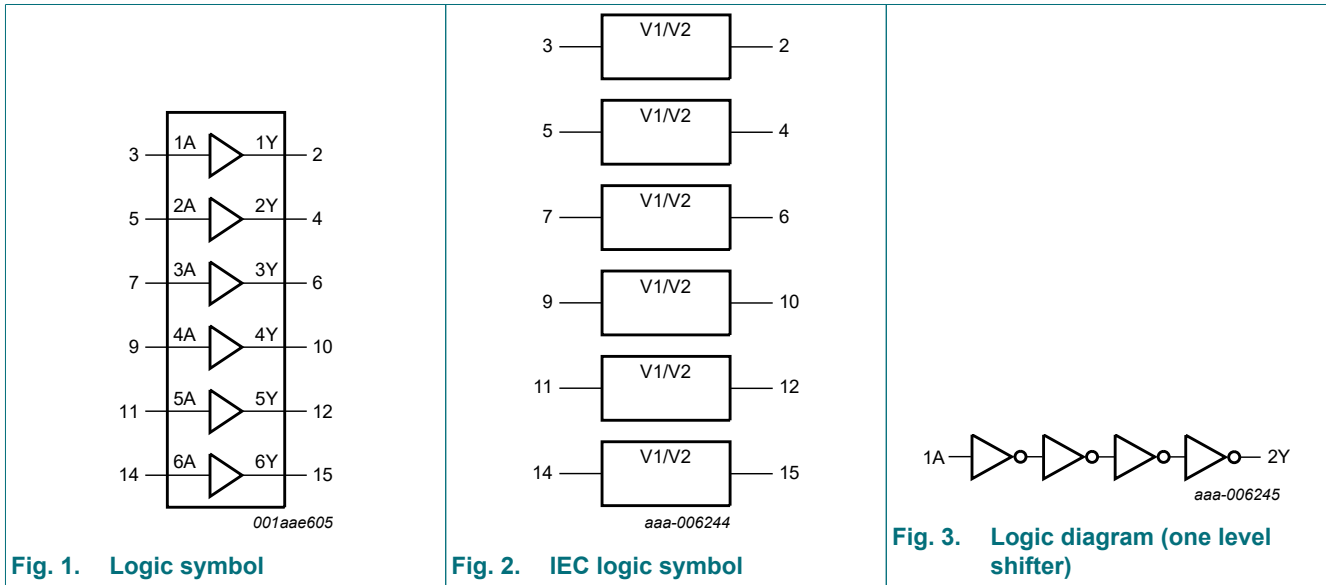 1A 1Y
3 2
2A 2Y
5 4
3A 3Y
7 6
4A 4Y
9 10
5A 5Y
11 12
6A 6Y
14 15
001aae605
Fig. 1. Logic symbol
V1/V2
3 2
V1/V2
5 4
V1/V2
7 6
V1/V2
9 10
V1/V2
11 12
V1/V2
14 15
aaa-006244
Fig. 2. IEC logic symbol
1A 2Y
aaa-006245
Fig. 3. Logic diagram (one level
shifter)